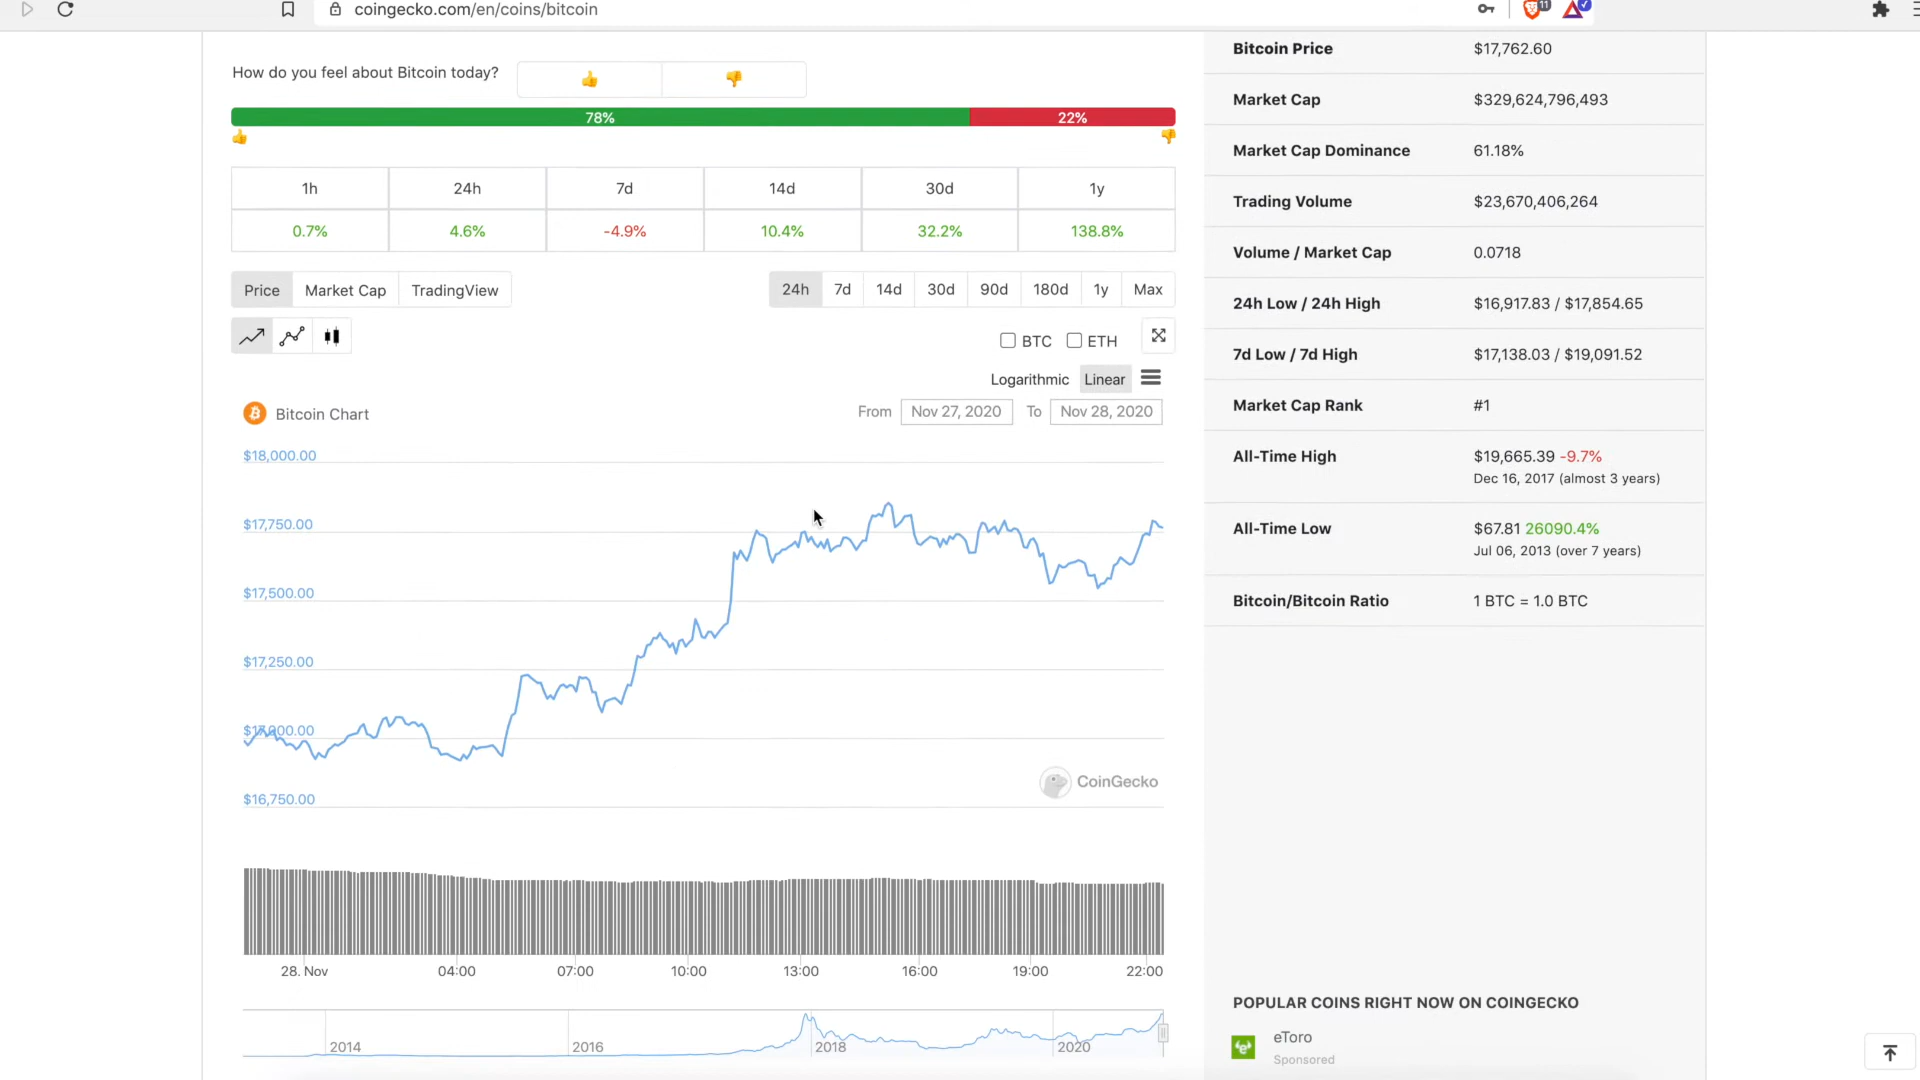 coingecko.com/en/coins/bitcoin
11
How do you feel about Bitcoin today?
78% 22%
1h 24h 7d 14d 30d 1y
0.7% 4.6% -4.9% 10.4% 32.2% 138.8%
Price Market Cap TradingView
24h 7d 14d 30d 90d 180d 1y Max
BTC ETH
Logarithmic Linear
Bitcoin Chart
From Nov 27, 2020 To Nov 28, 2020
$18,000.00
$17,750.00
$17,500.00
$17,250.00
$17,000.00
$16,750.00
CoinGecko
28. Nov 04:00 07:00 10:00 13:00 16:00 19:00 22:00
2014 2016 2018 2020
Bitcoin Price $17,762.60
Market Cap $329,624,796,493
Market Cap Dominance 61.18%
Trading Volume $23,670,406,264
Volume / Market Cap 0.0718
24h Low / 24h High $16,917.83 / $17,854.65
7d Low / 7d High $17,138.03 / $19,091.52
Market Cap Rank #1
All-Time High $19,665.39 -9.7%
Dec 16, 2017 (almost 3 years)
All-Time Low $67.81 26090.4%
Jul 06, 2013 (over 7 years)
Bitcoin/Bitcoin Ratio 1 BTC = 1.0 BTC
POPULAR COINS RIGHT NOW ON COINGECKO
eToro
Sponsored